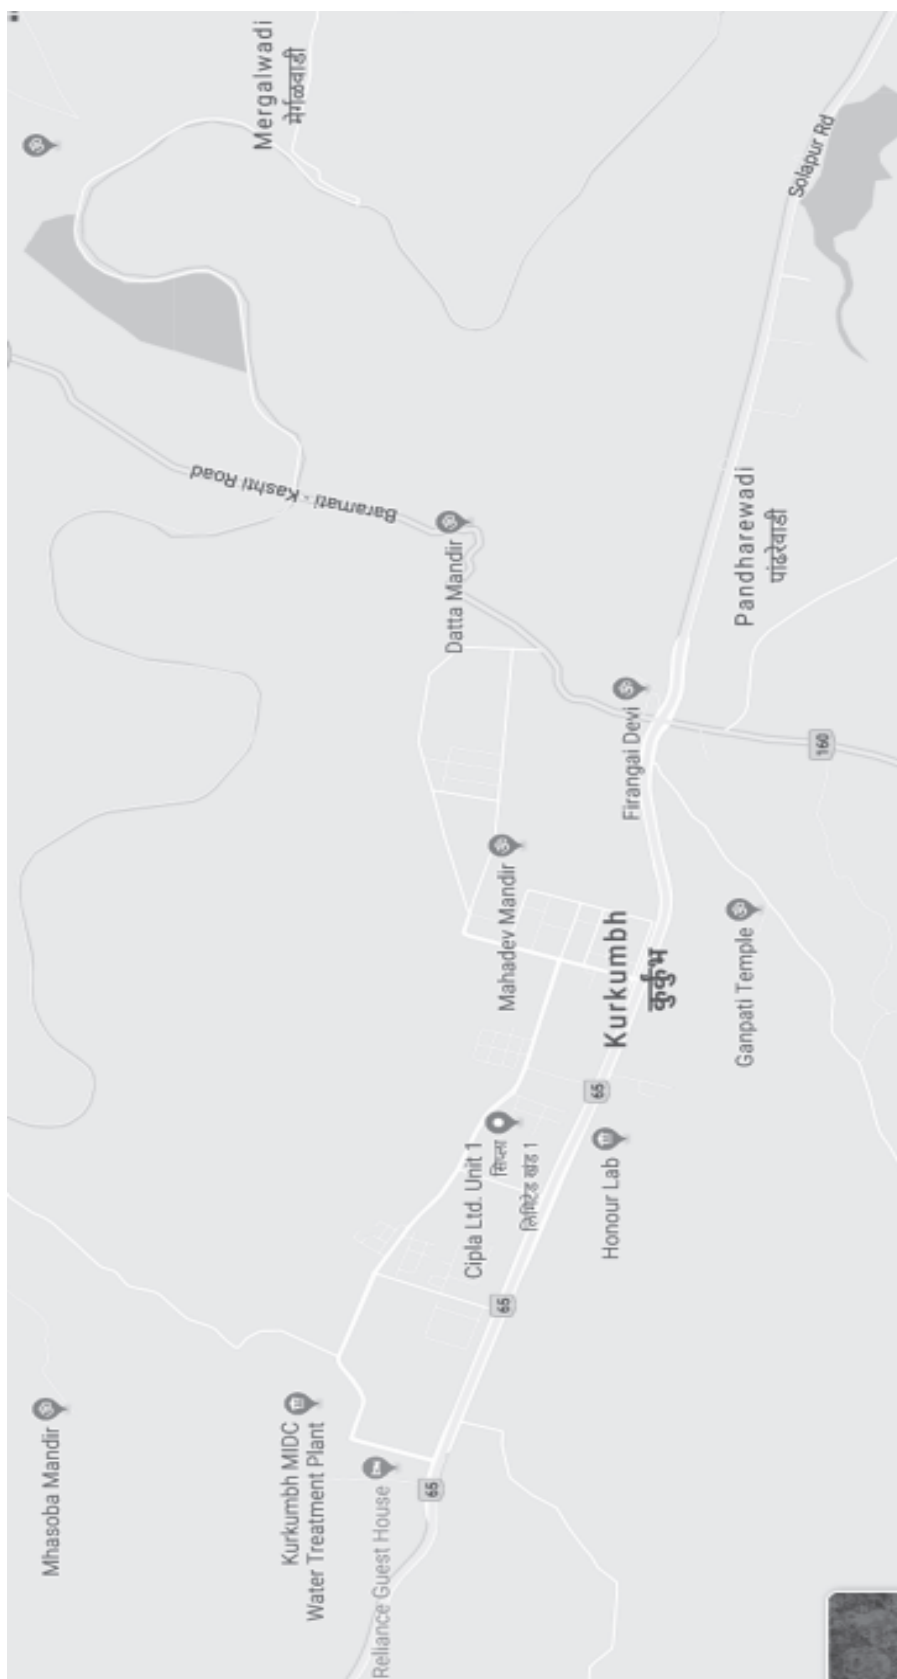 Mergalwadi
मेर्गळवाडी
Solapur Rd
Baramati - Kashti Road
Datta Mandir
Pandharewadi
पांढरेवाडी
Firangai Devi
160
Mahadev Mandir
Kurkumbh
कुर्कुंभ
Ganpati Temple
65
Cipla Ltd. Unit 1
सिप्ला
लिमिटेड खंड 1
Honour Lab
65
Mhasoba Mandir
Kurkumbh MIDC
Water Treatment Plant
Reliance Guest House
65